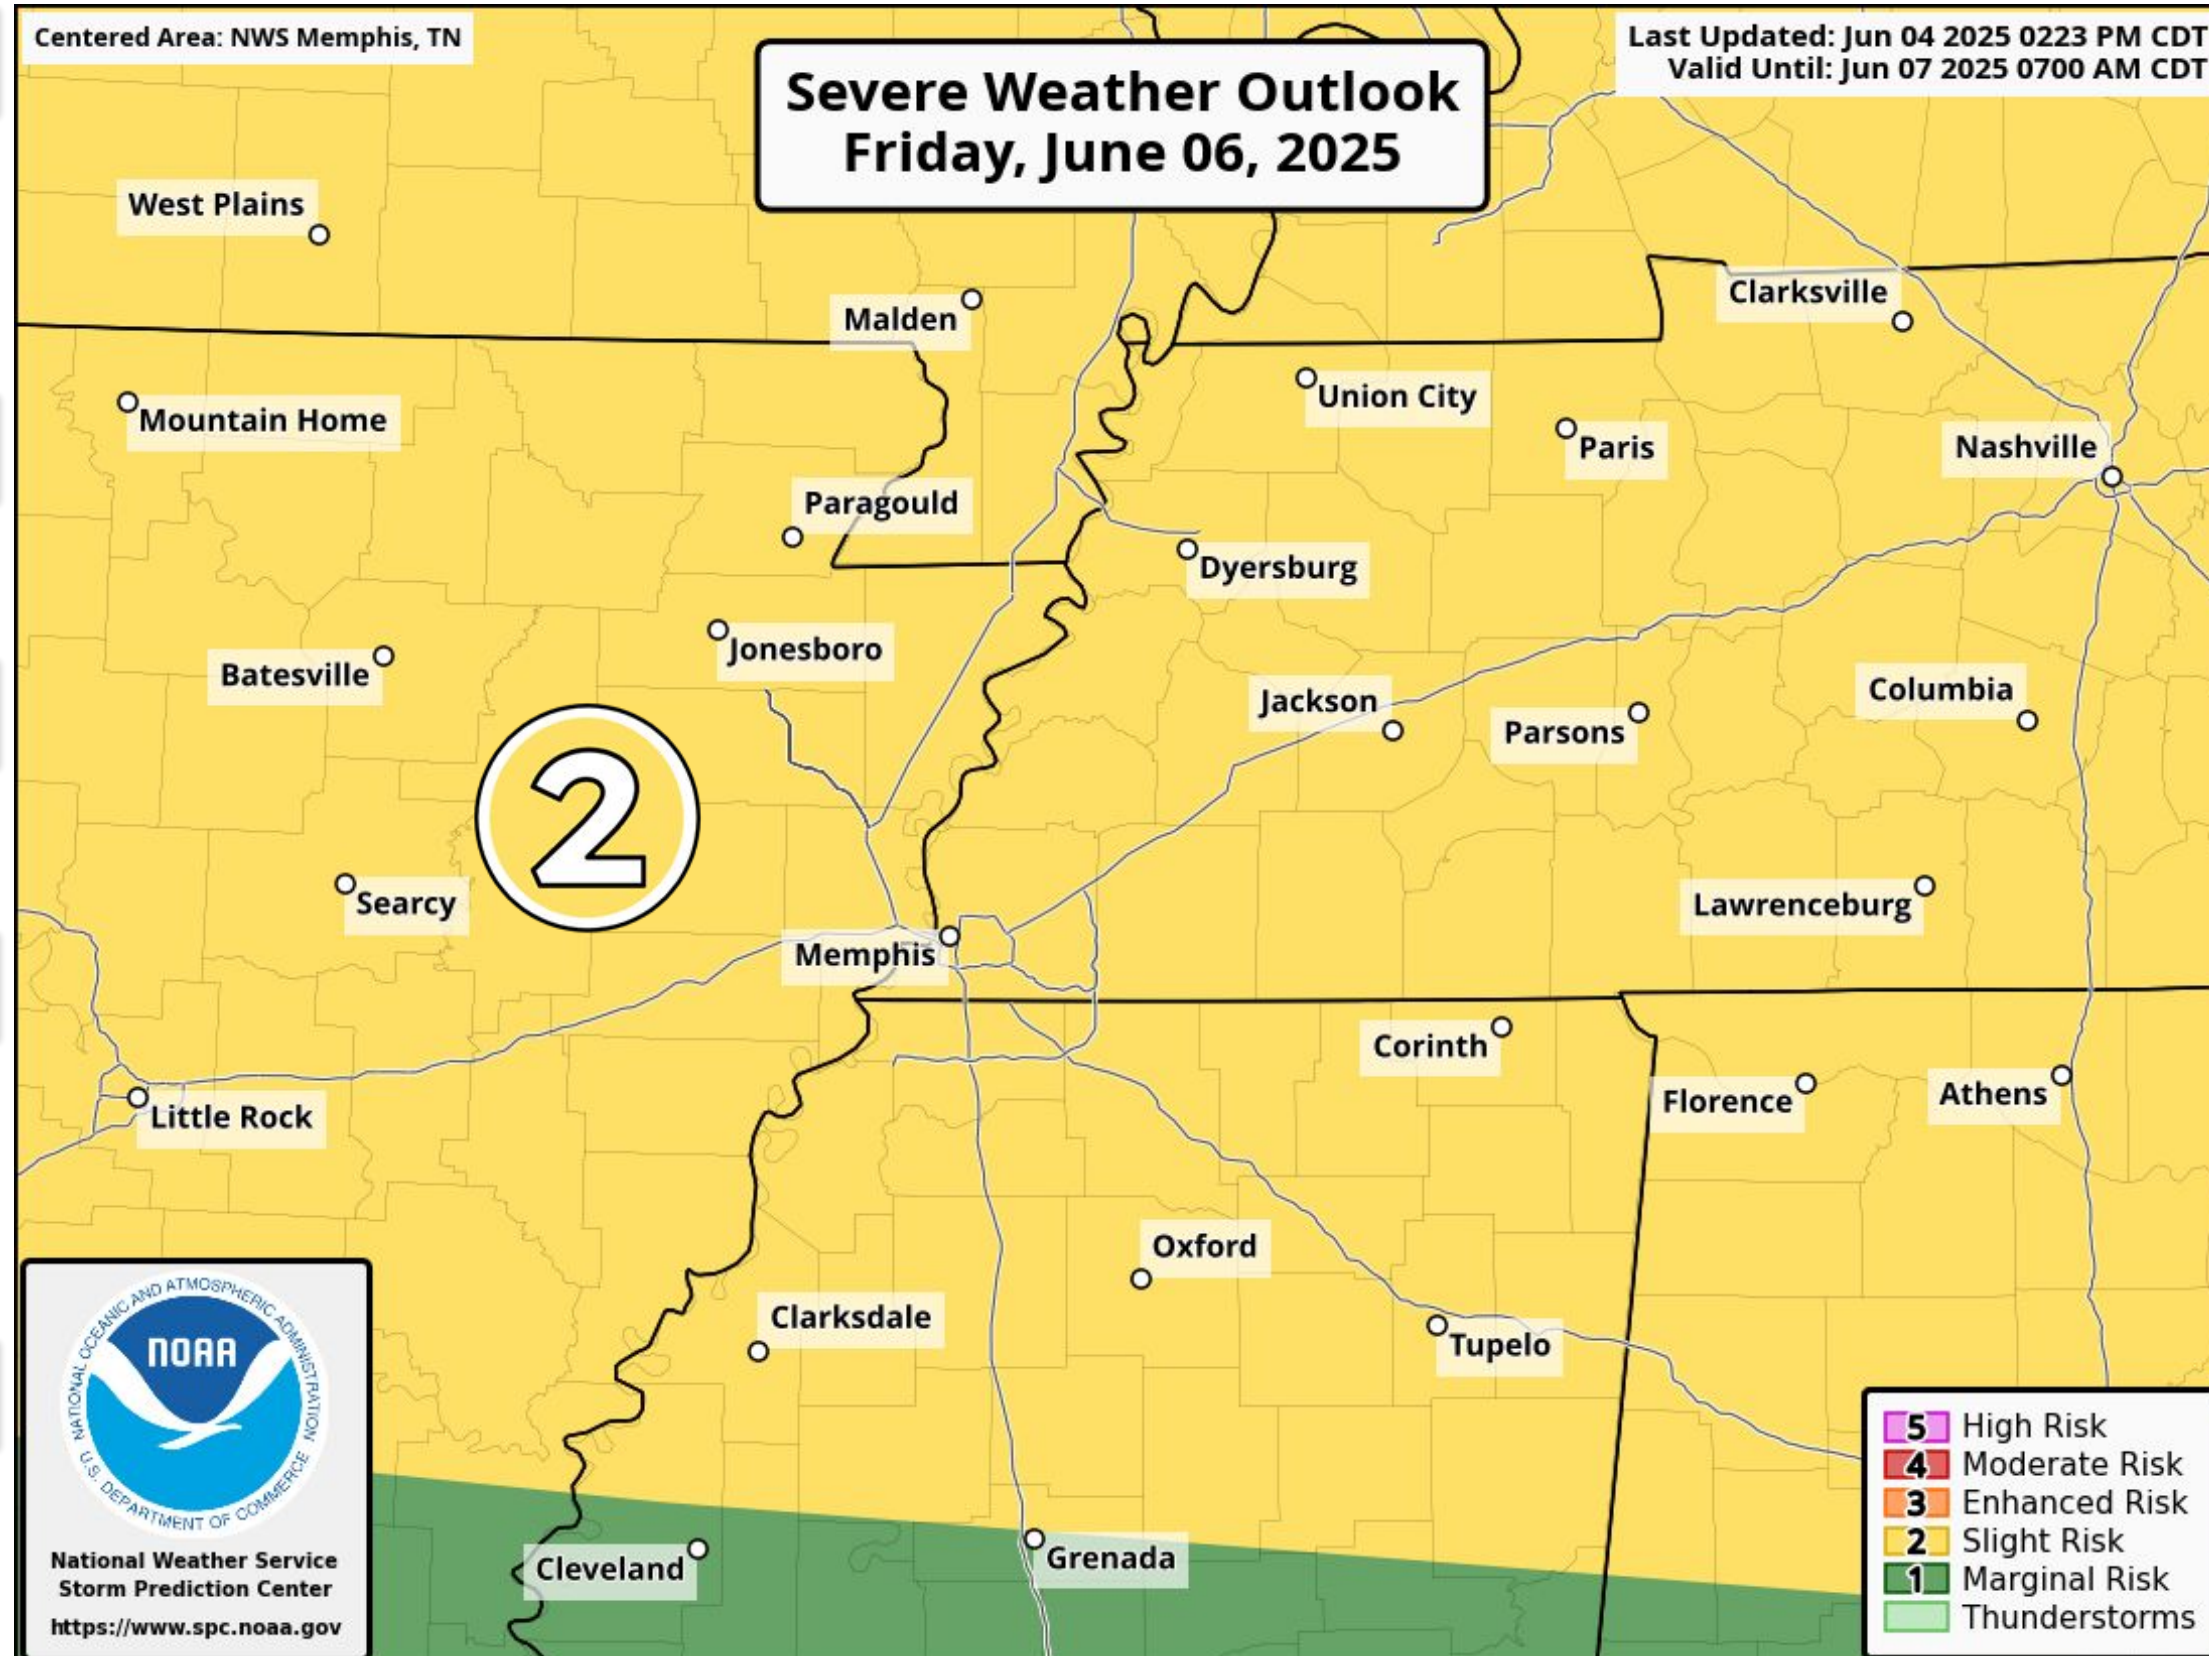 Centered Area: NWS Memphis, TN
Severe Weather Outlook
Friday, June 06, 2025
Last Updated: Jun 04 2025 0223 PM CDT
Valid Until: Jun 07 2025 0700 AM CDT
West Plains
Malden
Clarksville
Mountain Home
Union City
Paris
Nashville
Paragould
Dyersburg
Jonesboro
Batesville
Jackson
Parsons
Columbia
2
Searcy
Memphis
Lawrenceburg
Corinth
Florence
Athens
Little Rock
Oxford
Clarksdale
Tupelo
Cleveland
Grenada
NATIONAL OCEANIC AND ATMOSPHERIC ADMINISTRATION
NOAA
U.S. DEPARTMENT OF COMMERCE
National Weather Service
Storm Prediction Center
https://www.spc.noaa.gov
5 High Risk
4 Moderate Risk
3 Enhanced Risk
2 Slight Risk
1 Marginal Risk
Thunderstorms